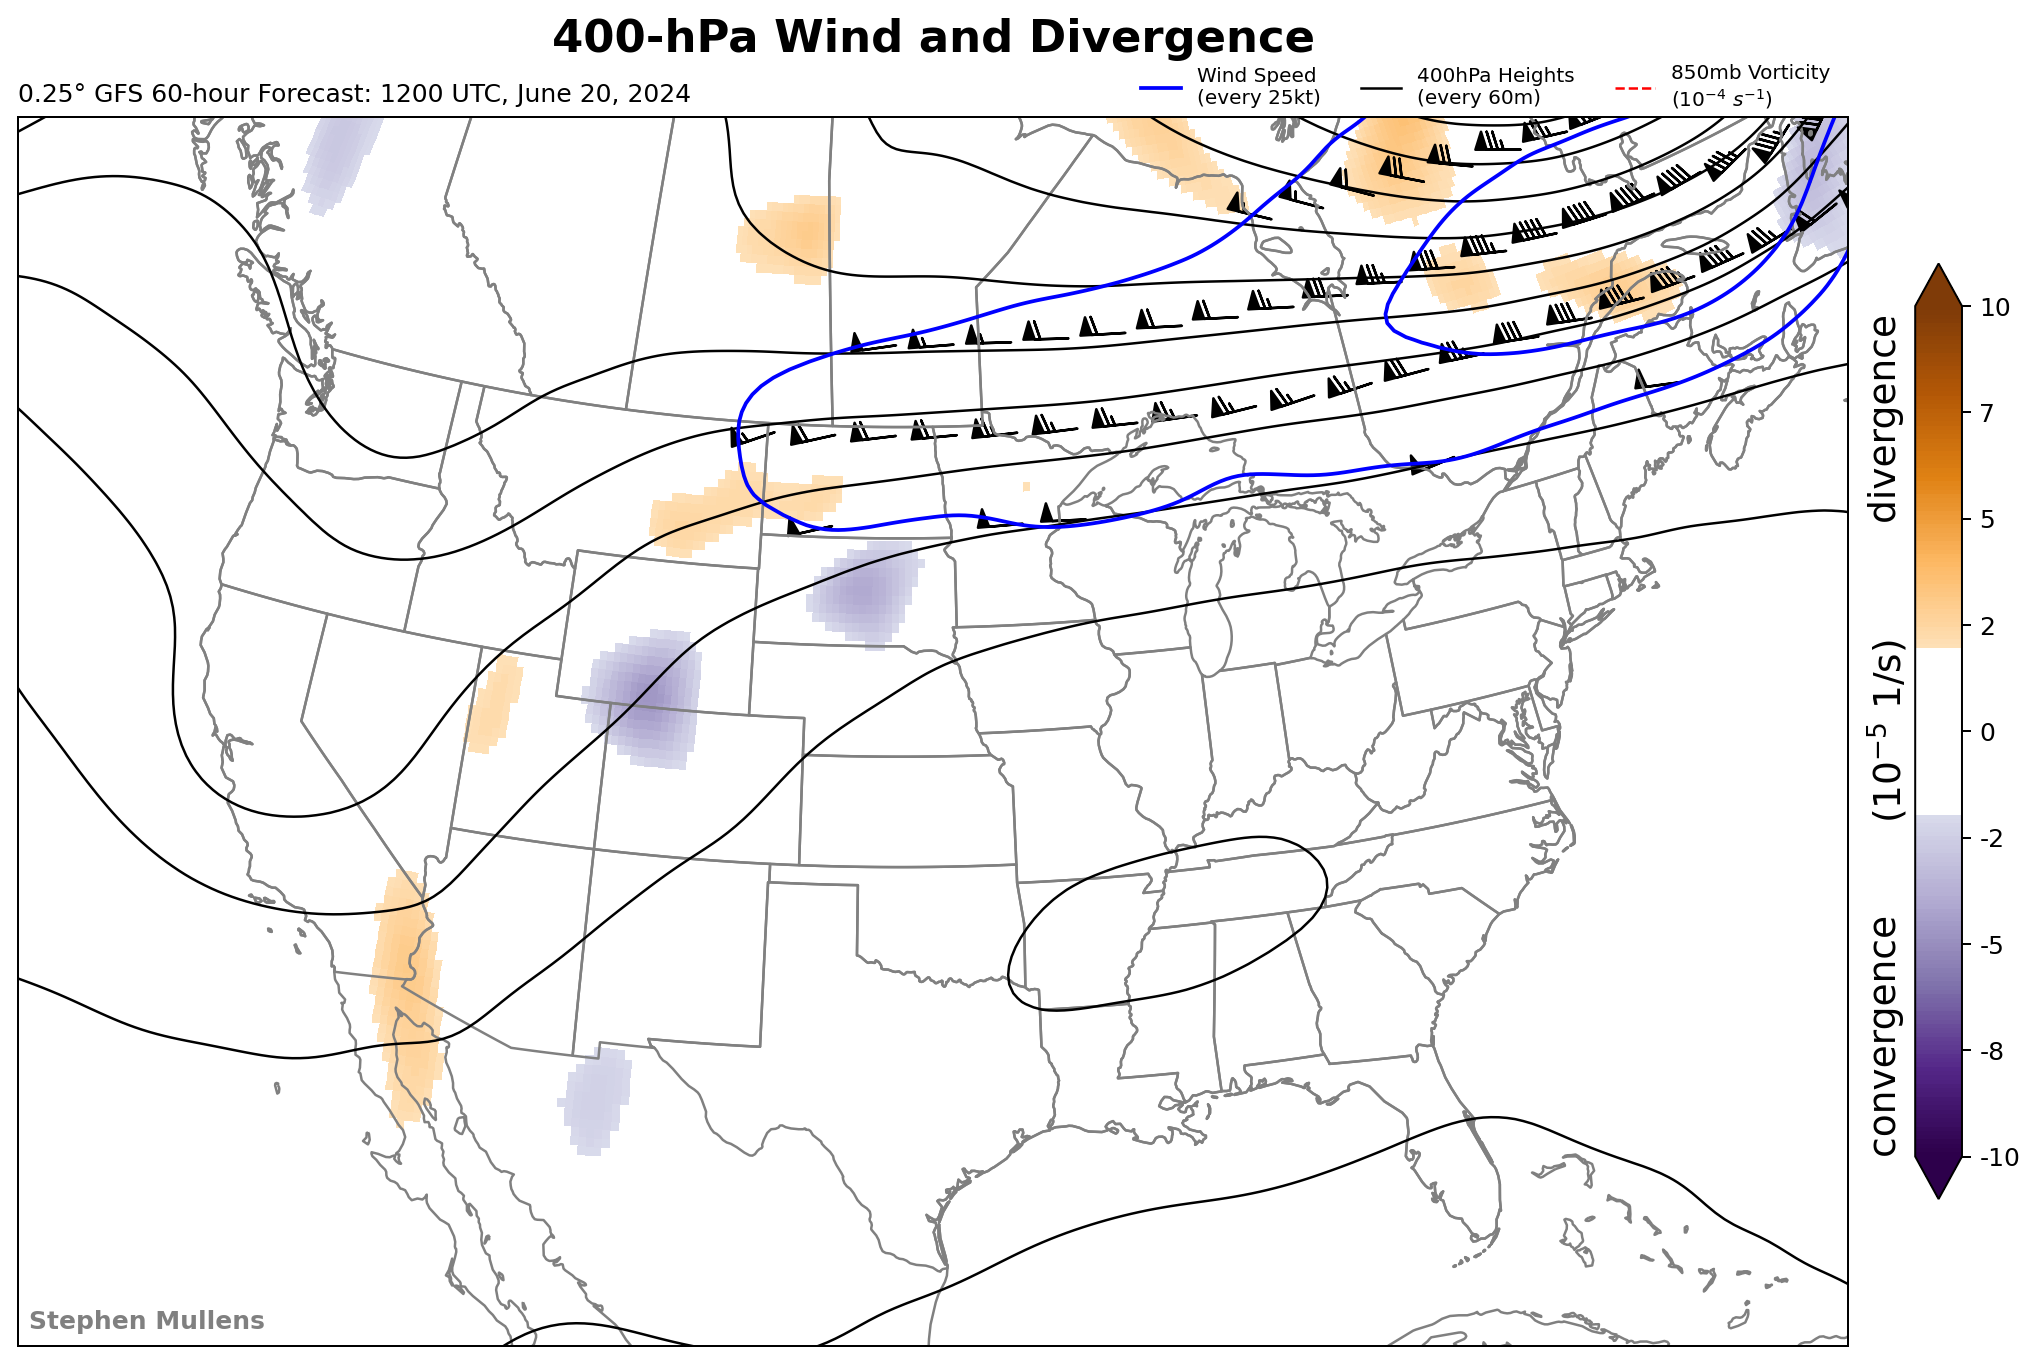 400-hPa Wind and Divergence
0.25° GFS 60-hour Forecast: 1200 UTC, June 20, 2024
Wind Speed
(every 25kt)
400hPa Heights
(every 60m)
850mb Vorticity
(10⁻⁴ s⁻¹)
10
7
5
2
0
-2
-5
-8
-10
convergence (10⁻⁵ 1/s) divergence
Stephen Mullens